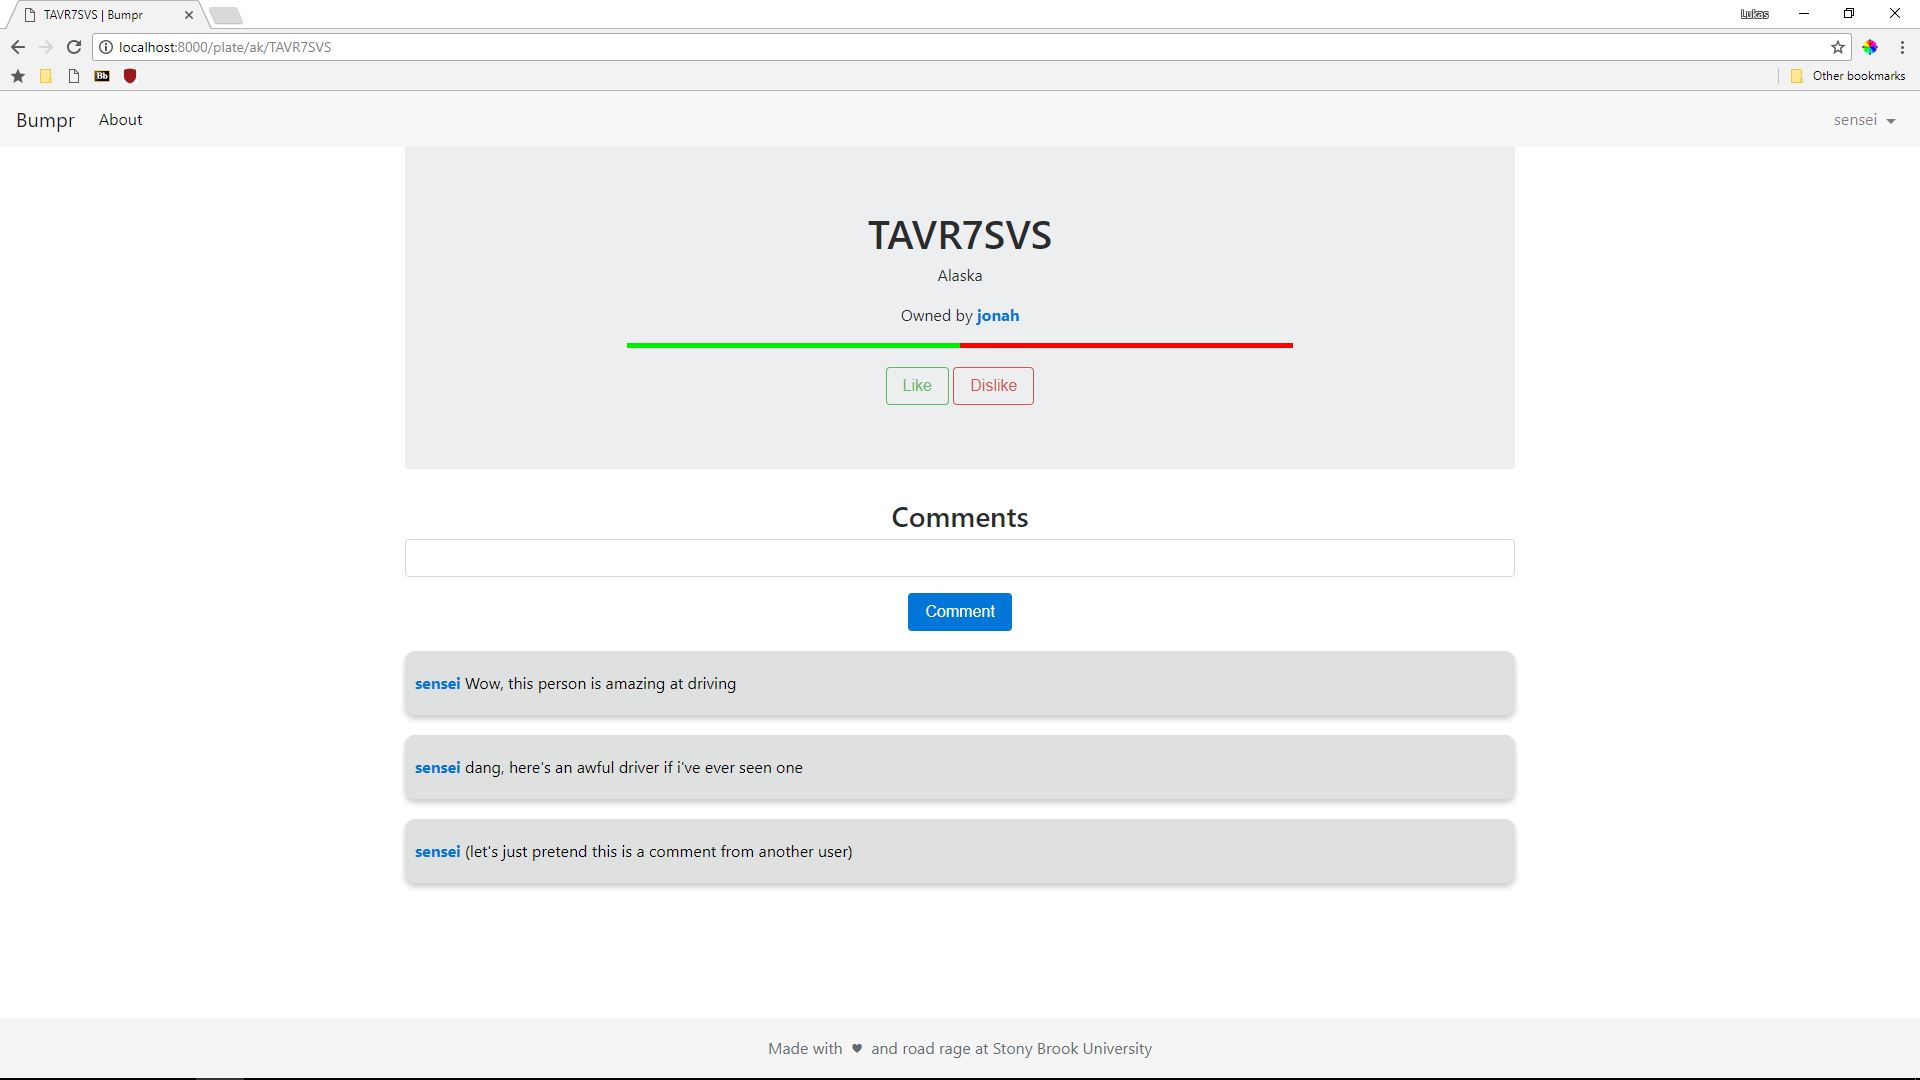 TAVR7SVS | Bumpr
Lukas
localhost:8000/plate/ak/TAVR7SVS
Bb
Other bookmarks
Bumpr About sensei
TAVR7SVS
Alaska
Owned by jonah
Like Dislike
Comments
Comment
sensei Wow, this person is amazing at driving
sensei dang, here's an awful driver if i've ever seen one
sensei (let's just pretend this is a comment from another user)
Made with ♥ and road rage at Stony Brook University